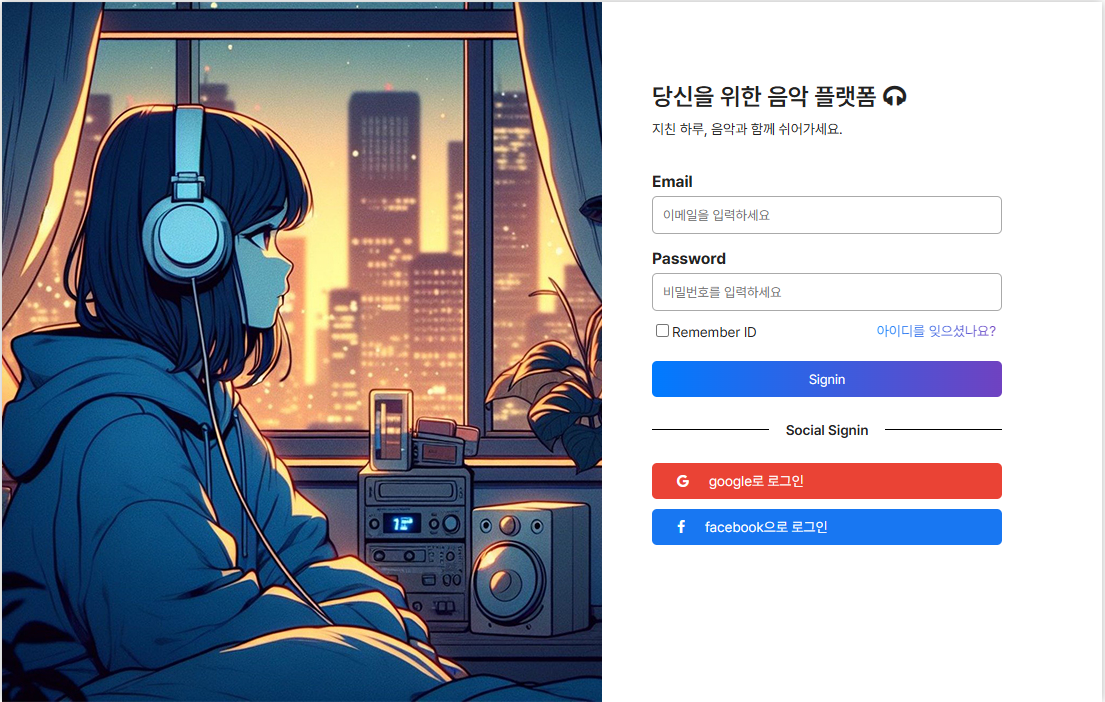 당신을 위한 음악 플랫폼
지친 하루, 음악과 함께 쉬어가세요.
Email
이메일을 입력하세요
Password
비밀번호를 입력하세요
Remember ID 아이디를 잊으셨나요?
Signin
Social Signin
G google로 로그인
f facebook으로 로그인